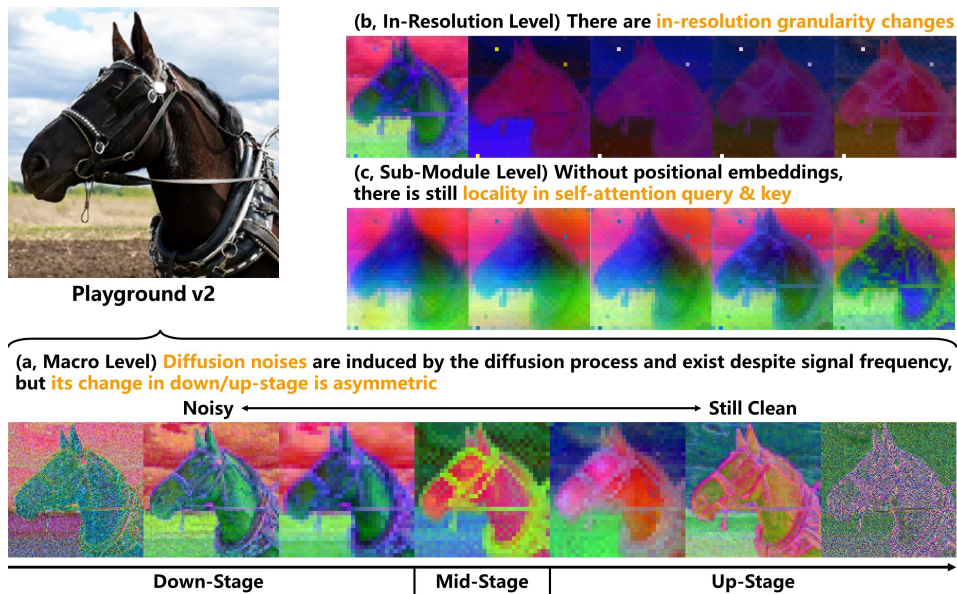 (b, In-Resolution Level) There are in-resolution granularity changes
(c, Sub-Module Level) Without positional embeddings,
there is still locality in self-attention query & key
Playground v2
(a, Macro Level) Diffusion noises are induced by the diffusion process and exist despite signal frequency,
but its change in down/up-stage is asymmetric
Noisy
Still Clean
Down-Stage
Mid-Stage
Up-Stage